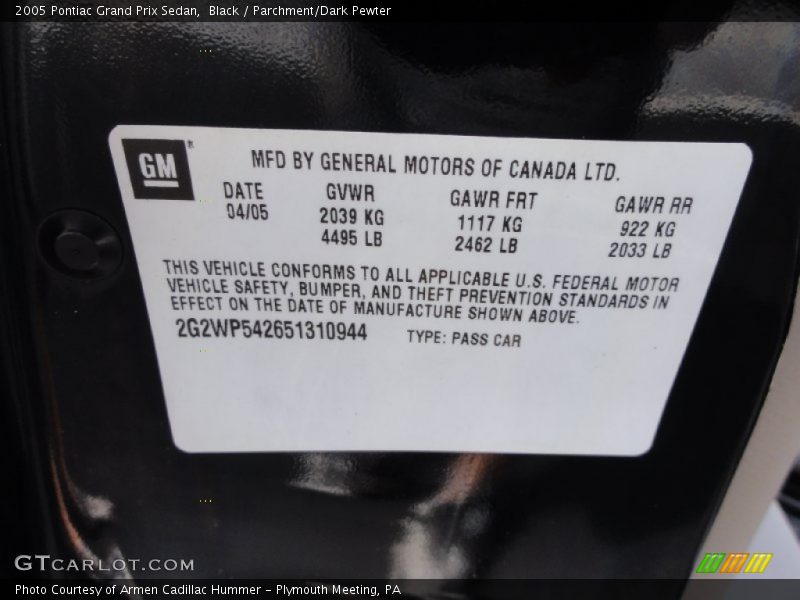 2005 Pontiac Grand Prix Sedan,  Black / Parchment/Dark Pewter
GM®
MFD BY GENERAL MOTORS OF CANADA LTD.
DATE GVWR GAWR FRT GAWR RR
04/05 2039 KG 1117 KG 922 KG
4495 LB 2462 LB 2033 LB
THIS VEHICLE CONFORMS TO ALL APPLICABLE U.S. FEDERAL MOTOR
VEHICLE SAFETY, BUMPER, AND THEFT PREVENTION STANDARDS IN
EFFECT ON THE DATE OF MANUFACTURE SHOWN ABOVE.
2G2WP542651310944 TYPE: PASS CAR
GTCARLOT.COM
Photo Courtesy of Armen Cadillac Hummer – Plymouth Meeting, PA